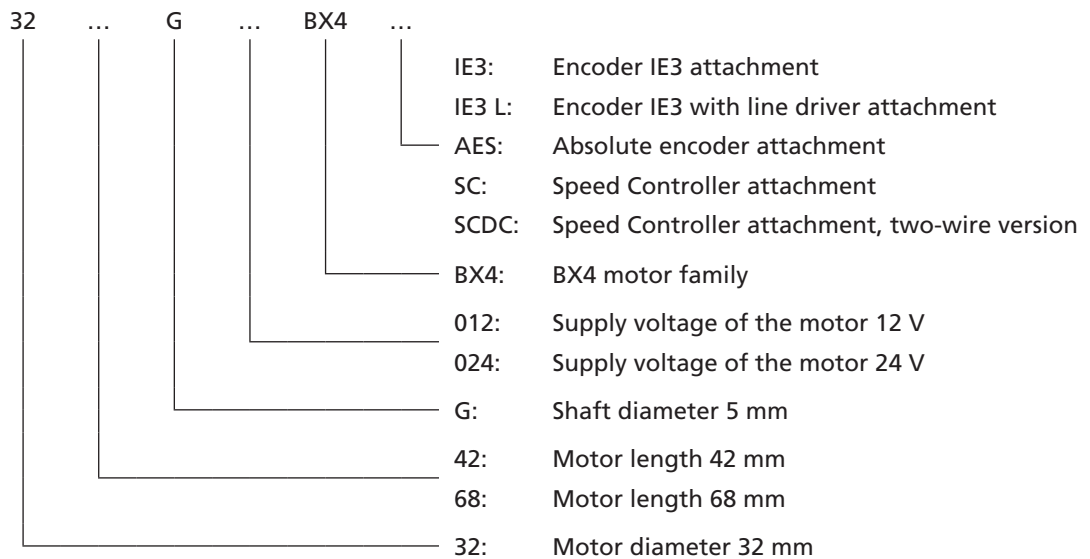 32 … G … BX4 …
IE3: Encoder IE3 attachment
IE3 L: Encoder IE3 with line driver attachment
AES: Absolute encoder attachment
SC: Speed Controller attachment
SCDC: Speed Controller attachment, two-wire version
BX4: BX4 motor family
012: Supply voltage of the motor 12 V
024: Supply voltage of the motor 24 V
G: Shaft diameter 5 mm
42: Motor length 42 mm
68: Motor length 68 mm
32: Motor diameter 32 mm